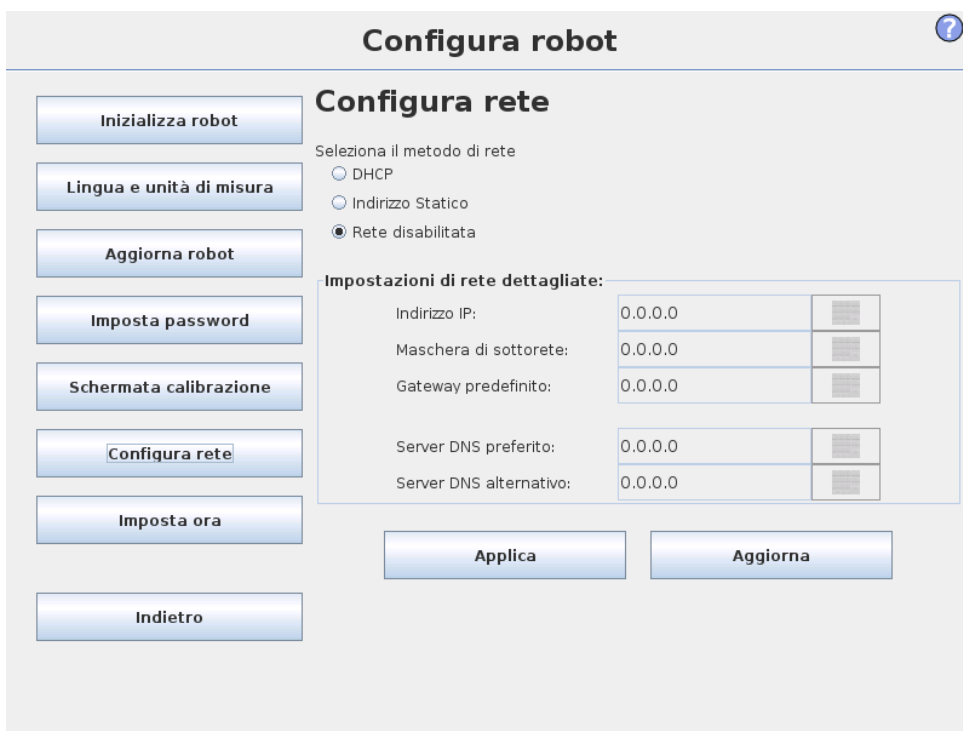 Configura robot
?
Inizializza robot
Lingua e unità di misura
Aggiorna robot
Imposta password
Schermata calibrazione
Configura rete
Imposta ora
Indietro
Configura rete
Seleziona il metodo di rete
DHCP
Indirizzo Statico
Rete disabilitata
Impostazioni di rete dettagliate:
Indirizzo IP: 0.0.0.0
Maschera di sottorete: 0.0.0.0
Gateway predefinito: 0.0.0.0
Server DNS preferito: 0.0.0.0
Server DNS alternativo: 0.0.0.0
Applica Aggiorna